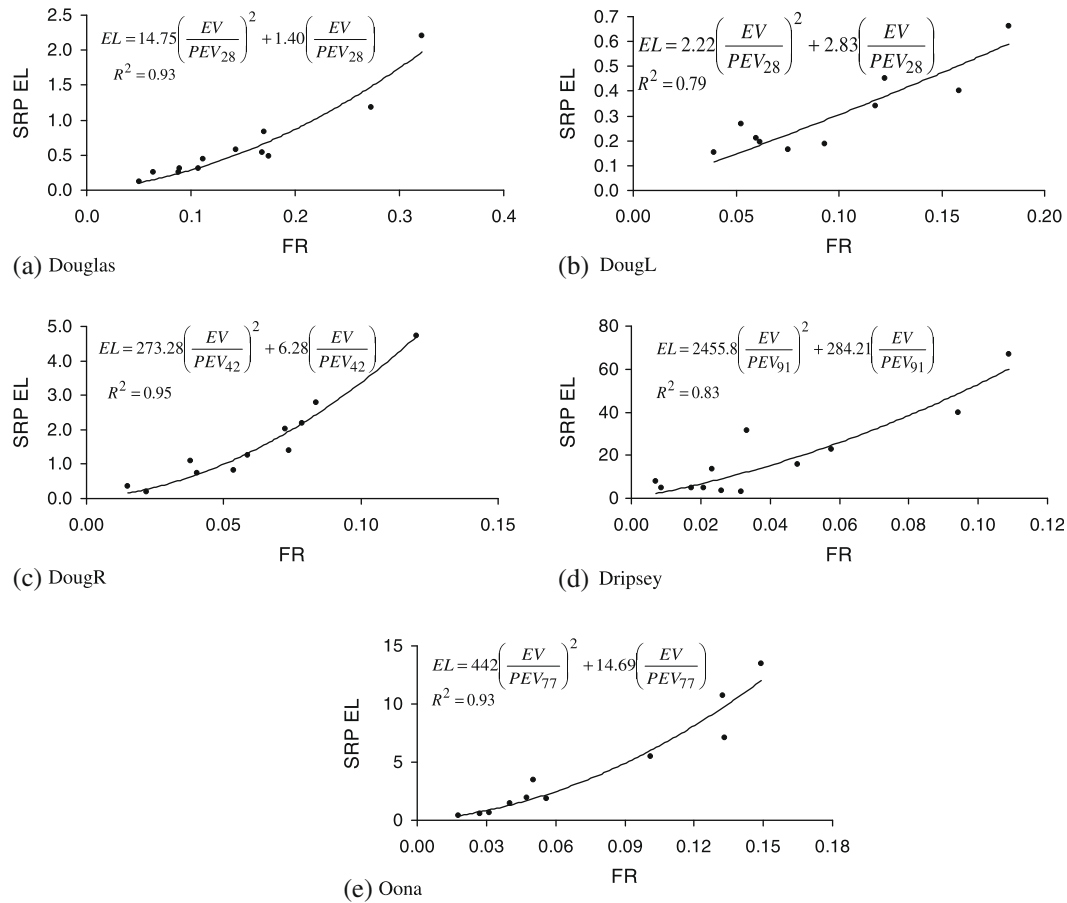 EL = 14.75(EV/PEV28)2 + 1.40(EV/PEV28)
R2 = 0.93
SRP EL
2.5
2.0
1.5
1.0
0.5
0.0
0.0 0.1 0.2 0.3 0.4
FR
(a) Douglas
EL = 2.22(EV/PEV28)2 + 2.83(EV/PEV28)
R2 = 0.79
SRP EL
0.7
0.6
0.5
0.4
0.3
0.2
0.1
0.0
0.00 0.05 0.10 0.15 0.20
FR
(b) DougL
EL = 273.28(EV/PEV42)2 + 6.28(EV/PEV42)
R2 = 0.95
SRP EL
5.0
4.0
3.0
2.0
1.0
0.0
0.00 0.05 0.10 0.15
FR
(c) DougR
EL = 2455.8(EV/PEV91)2 + 284.21(EV/PEV91)
R2 = 0.83
SRP EL
80
60
40
20
0
0.00 0.02 0.04 0.06 0.08 0.10 0.12
FR
(d) Dripsey
EL = 442(EV/PEV77)2 + 14.69(EV/PEV77)
R2 = 0.93
SRP EL
15
10
5
0
0.00 0.03 0.06 0.09 0.12 0.15 0.18
FR
(e) Oona